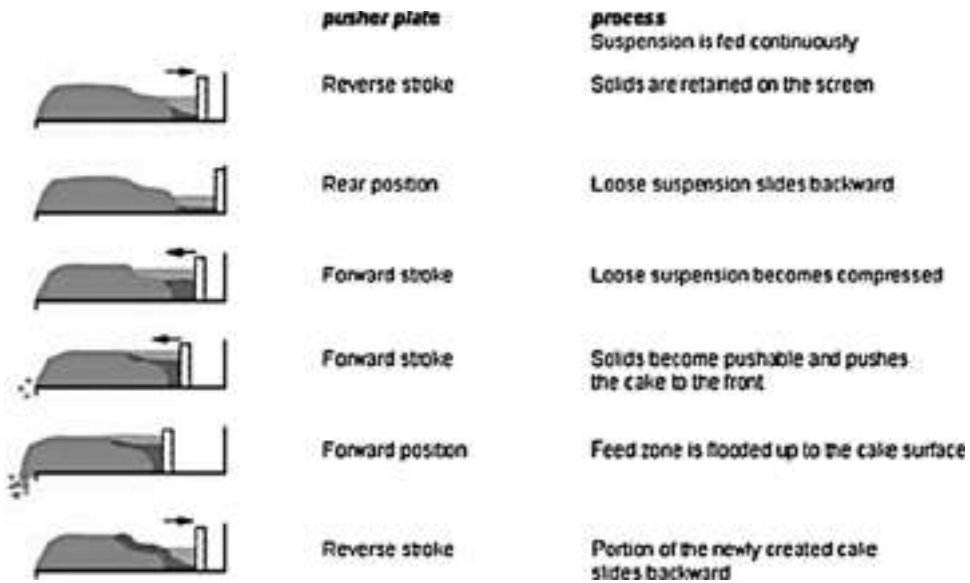 pusher plate process
Suspension is fed continuously
Reverse stroke Solids are retained on the screen
Rear position Loose suspension slides backward
Forward stroke Loose suspension becomes compressed
Forward stroke Solids become pushable and pushes
the cake to the front
Forward position Feed zone is flooded up to the cake surface
Reverse stroke Portion of the newly created cake
slides backward